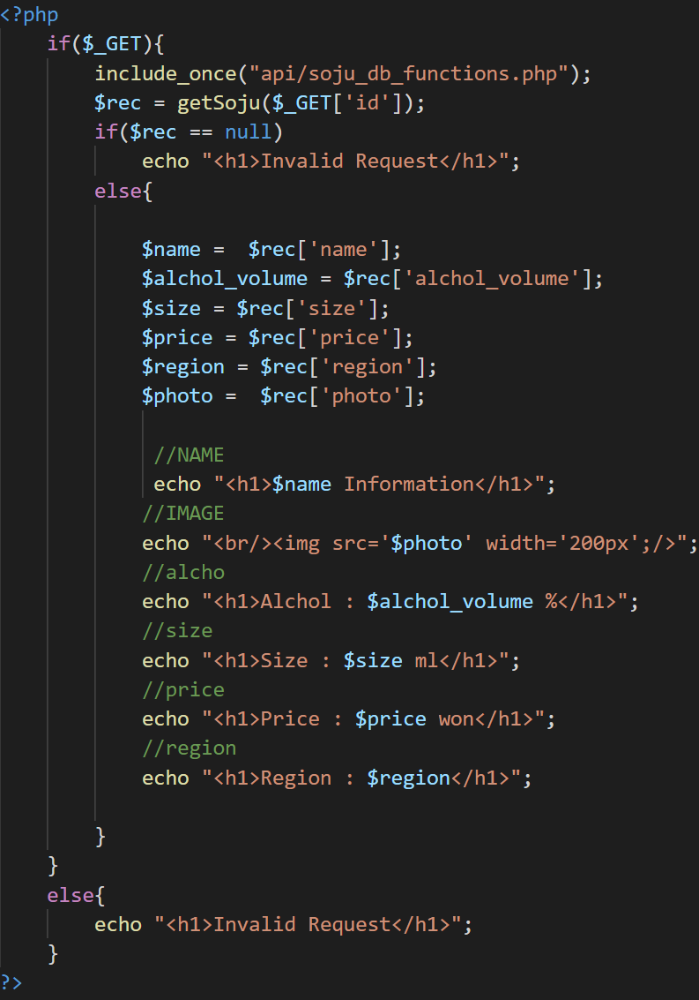 <?php
if($_GET){
include_once("api/soju_db_functions.php");
$rec = getSoju($_GET['id']);
if($rec == null)
echo "<h1>Invalid Request</h1>";
else{
$name =  $rec['name'];
$alchol_volume = $rec['alchol_volume'];
$size = $rec['size'];
$price = $rec['price'];
$region = $rec['region'];
$photo =  $rec['photo'];
//NAME
echo "<h1>$name Information</h1>";
//IMAGE
echo "<br/><img src='$photo' width='200px';/>";
//alcho
echo "<h1>Alchol : $alchol_volume %</h1>";
//size
echo "<h1>Size : $size ml</h1>";
//price
echo "<h1>Price : $price won</h1>";
//region
echo "<h1>Region : $region</h1>";
}
}
else{
echo "<h1>Invalid Request</h1>";
}
?>